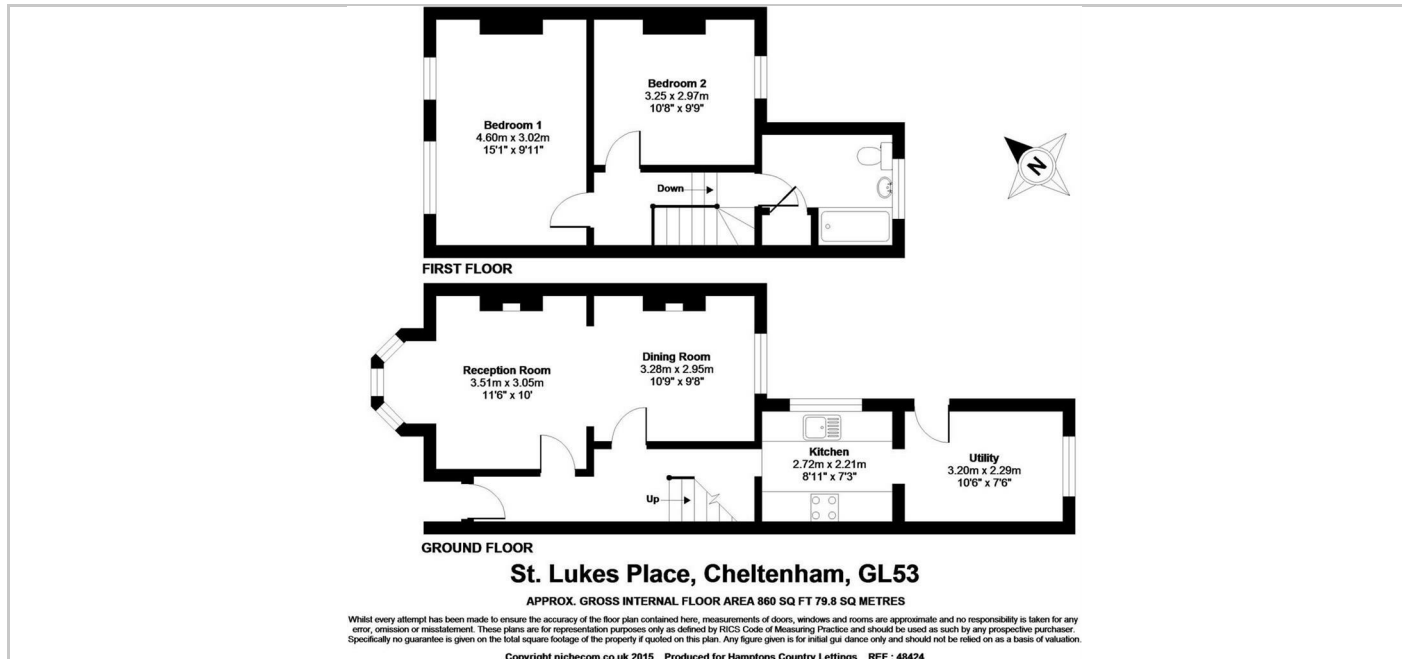 Bedroom 1
4.60m x 3.02m
15'1" x 9'11"
Bedroom 2
3.25 x 2.97m
10'8" x 9'9"
Down
N
FIRST FLOOR
Reception Room
3.51m x 3.05m
11'6" x 10'
Dining Room
3.28m x 2.95m
10'9" x 9'8"
Kitchen
2.72m x 2.21m
8'11" x 7'3"
Utility
3.20m x 2.29m
10'6" x 7'6"
Up
GROUND FLOOR
St. Lukes Place, Cheltenham, GL53
APPROX. GROSS INTERNAL FLOOR AREA 860 SQ FT 79.8 SQ METRES
Whilst every attempt has been made to ensure the accuracy of the floor plan contained here, measurements of doors, windows and rooms are approximate and no responsibility is taken for any
error, omission or misstatement. These plans are for representation purposes only as defined by RICS Code of Measuring Practice and should be used as such by any prospective purchaser.
Specifically no guarantee is given on the total square footage of the property if quoted on this plan. Any figure given is for initial gui dance only and should not be relied on as a basis of valuation.
Copyright nichecom.co.uk 2015 Produced for Hamptons Country Lettings REF : 48424